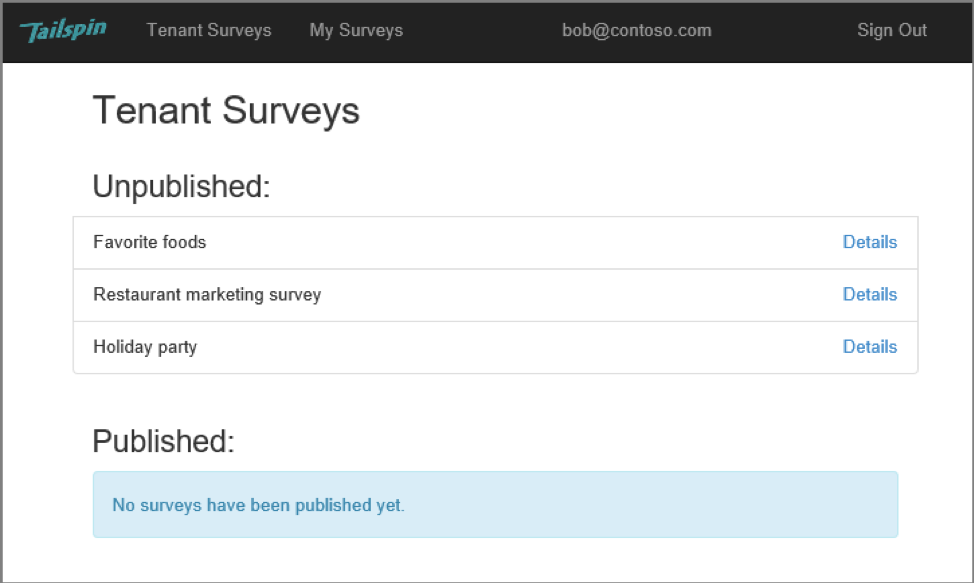 Tailspin Tenant Surveys My Surveys bob@contoso.com Sign Out
Tenant Surveys
Unpublished:
Favorite foods Details
Restaurant marketing survey Details
Holiday party Details
Published:
No surveys have been published yet.